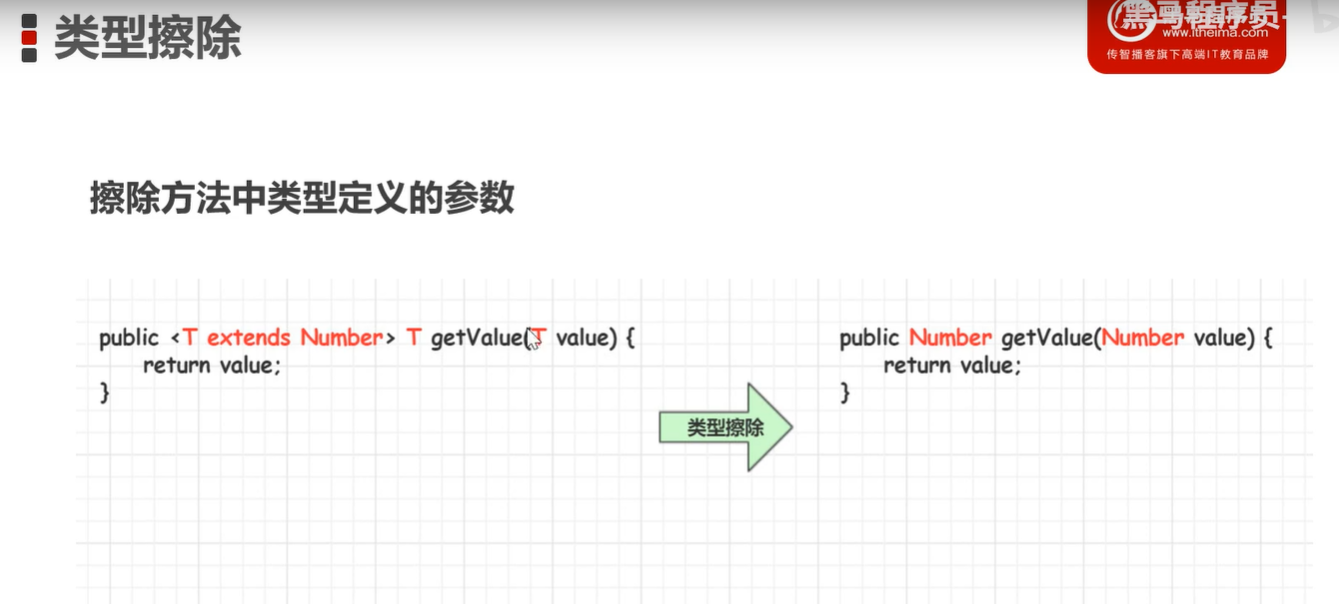 类型擦除
黑马程序员
www.itheima.com
传智播客旗下高端IT教育品牌
擦除方法中类型定义的参数
public <T extends Number> T getValue(T value) {
return value;
}
类型擦除
public Number getValue(Number value) {
return value;
}